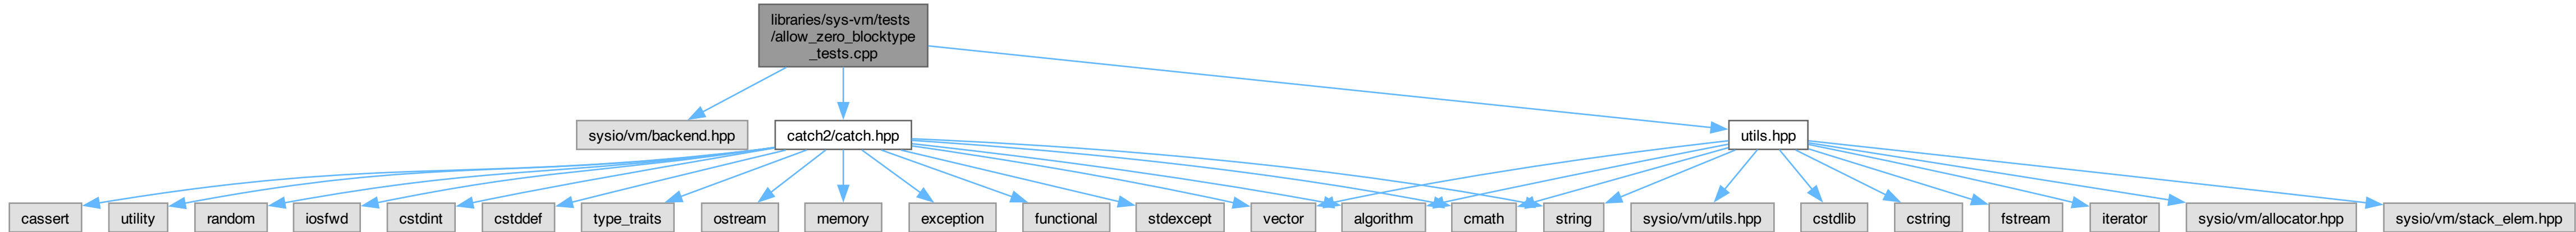 libraries/sys-vm/tests
/allow_zero_blocktype
_tests.cpp
sysio/vm/backend.hpp
catch2/catch.hpp
utils.hpp
cassert
utility
random
iosfwd
cstdint
cstddef
type_traits
ostream
memory
exception
functional
stdexcept
vector
algorithm
cmath
string
sysio/vm/utils.hpp
cstdlib
cstring
fstream
iterator
sysio/vm/allocator.hpp
sysio/vm/stack_elem.hpp